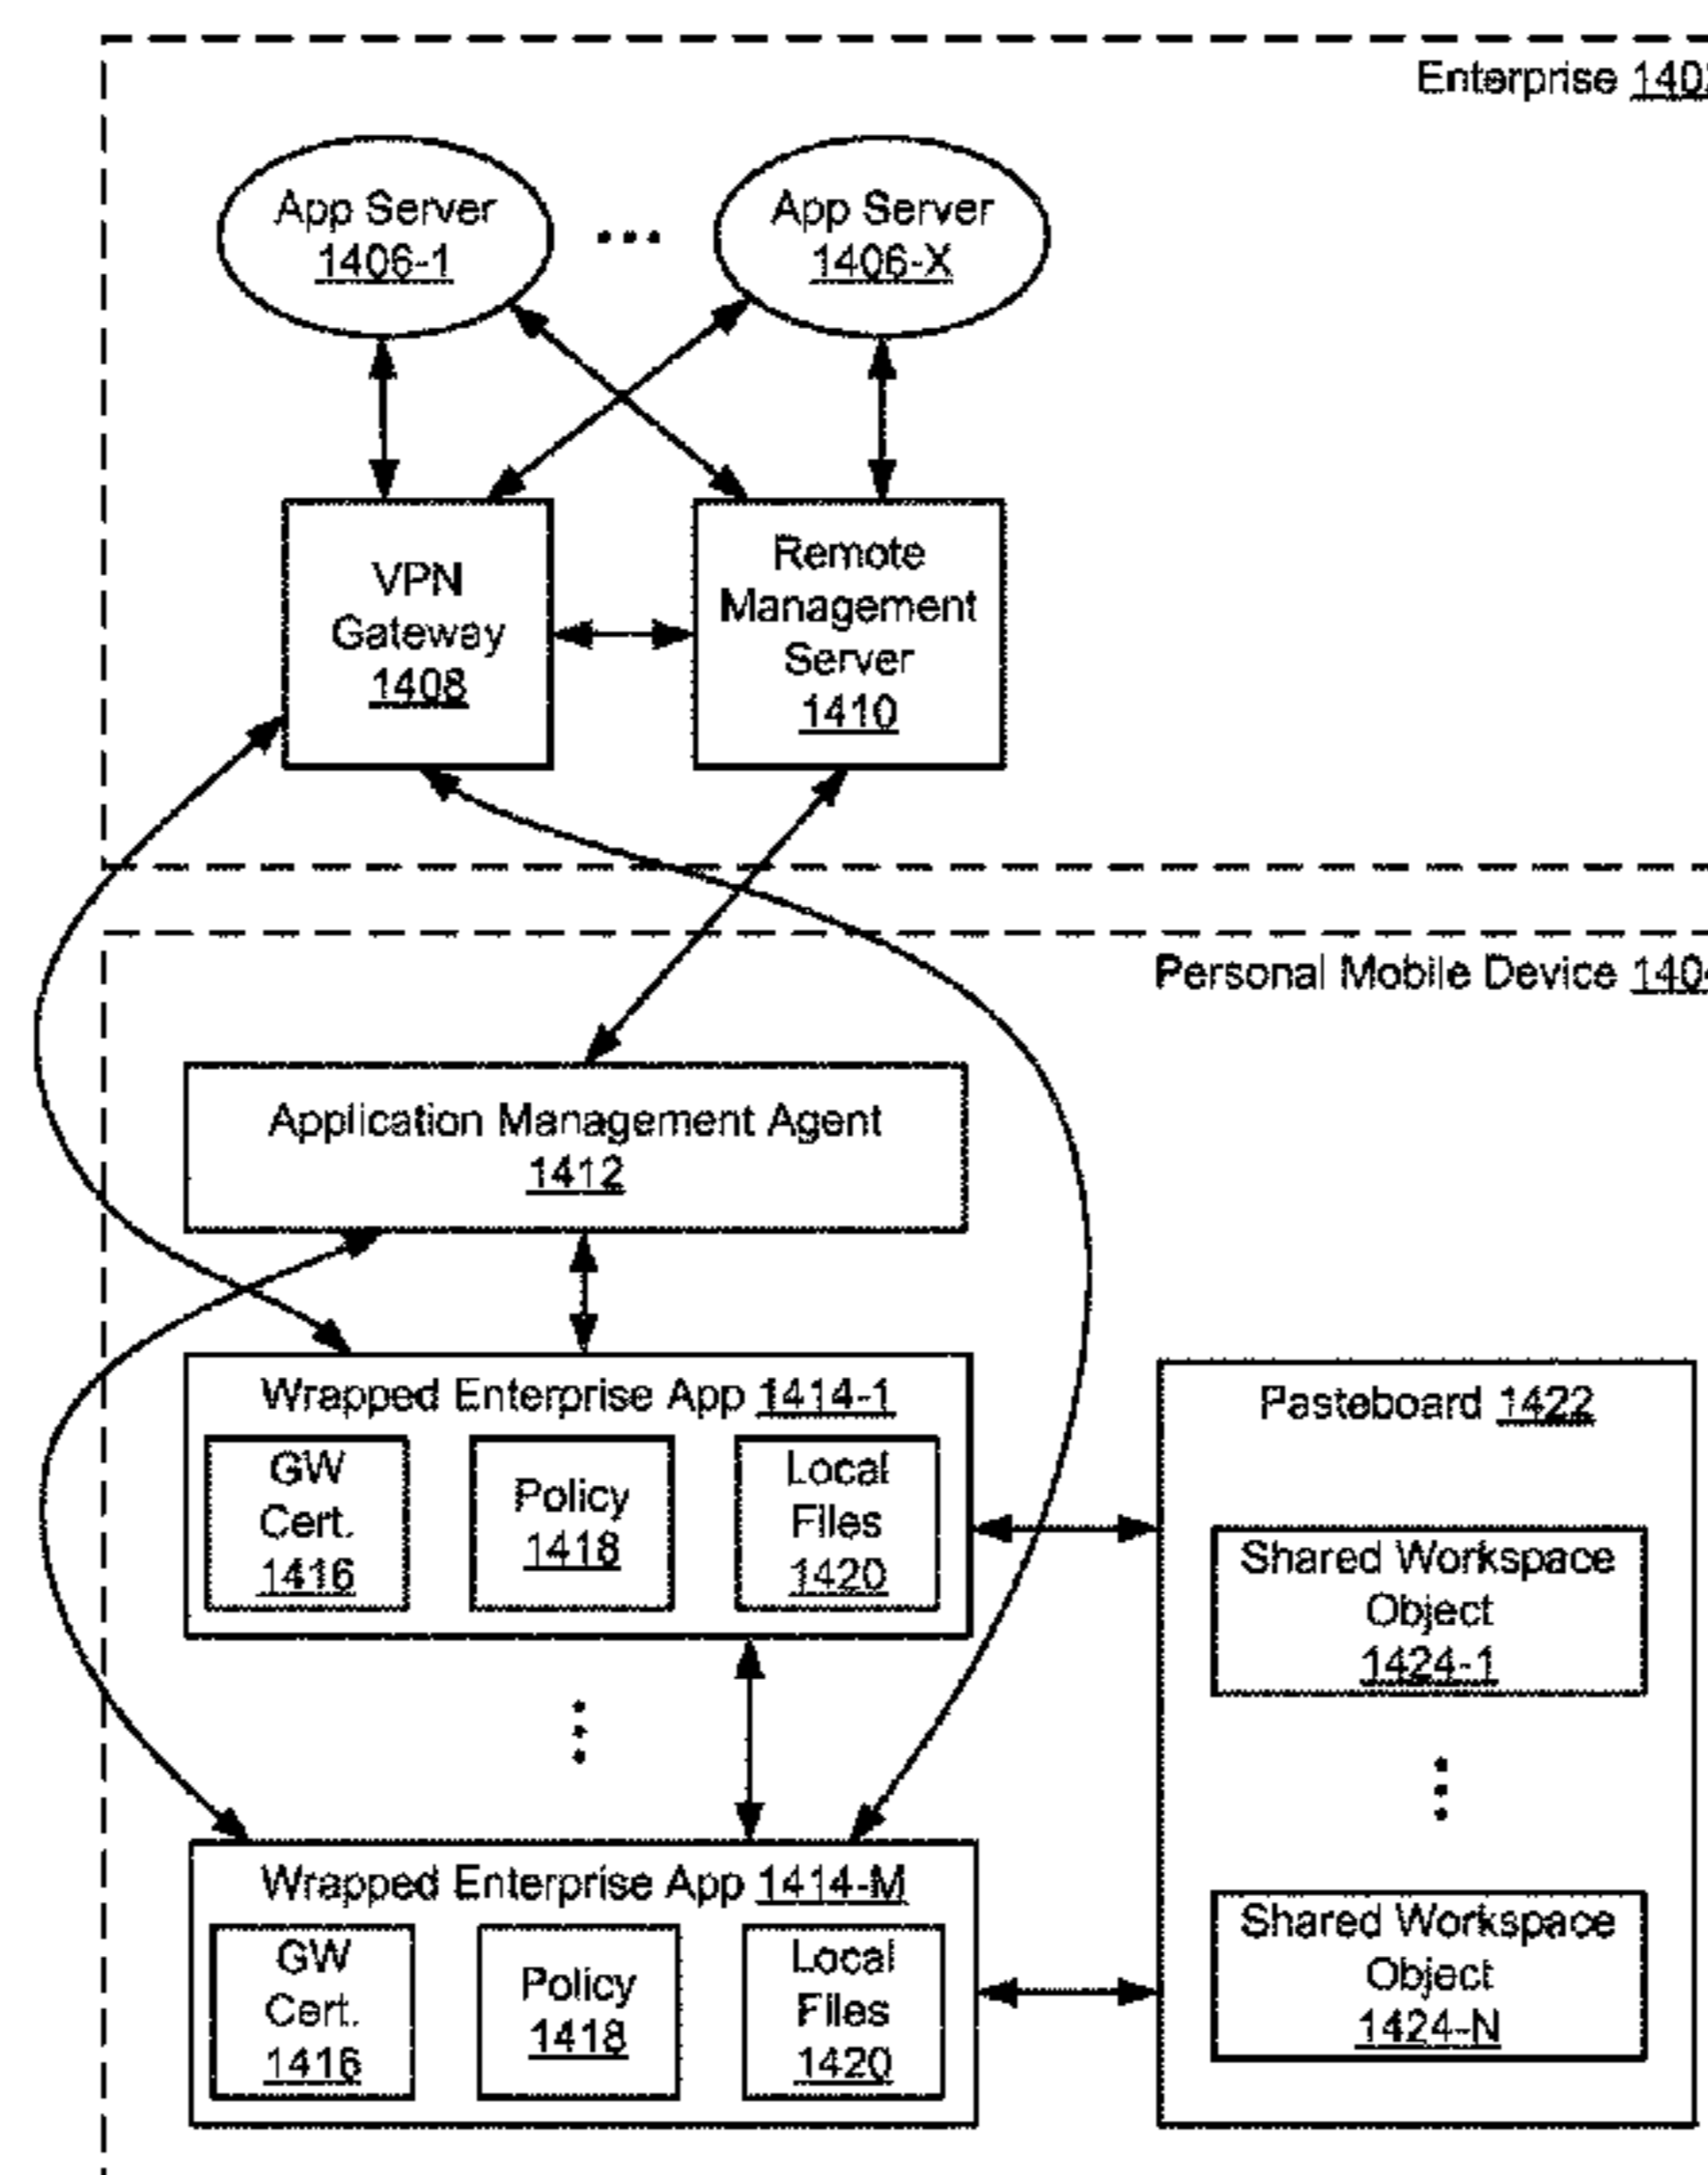 Enterprise 1402
App Server
1406-1
...
App Server
1406-X
VPN
Gateway
1408
Remote
Management
Server
1410
Personal Mobile Device 1404
Application Management Agent
1412
Wrapped Enterprise App 1414-1
GW
Cert.
1416
Policy
1418
Local
Files
1420
Pasteboard 1422
Shared Workspace
Object
1424-1
Wrapped Enterprise App 1414-M
GW
Cert.
1416
Policy
1418
Local
Files
1420
Shared Workspace
Object
1424-N